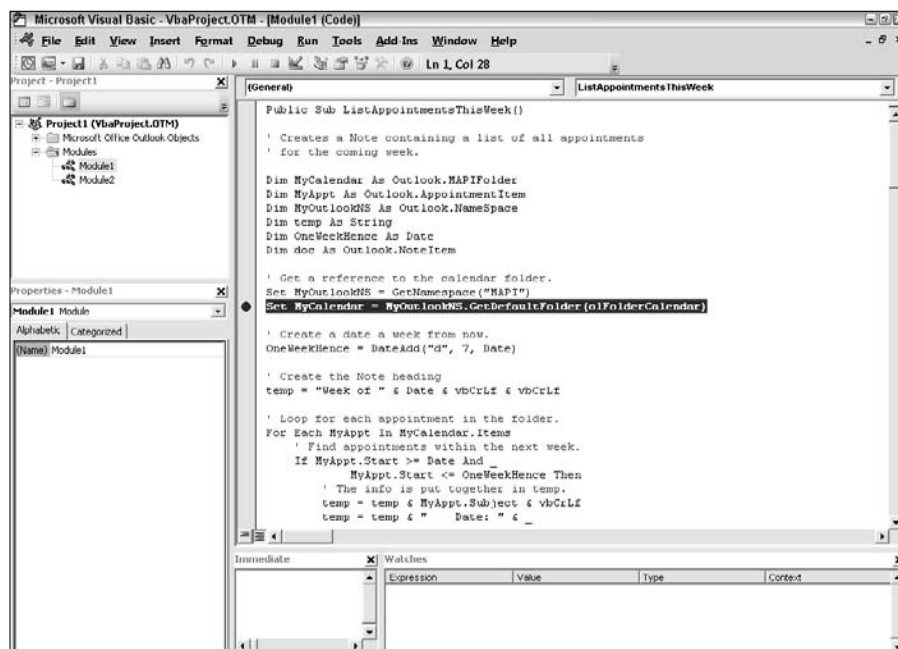 Microsoft Visual Basic - VbaProject.OTM - [Module1 (Code)]
File Edit View Insert Format Debug Run Tools Add-Ins Window Help
Ln 1, Col 28
Project - Project1
Project1 (VbaProject.OTM)
Microsoft Office Outlook Objects
Modules
Module1
Module2
Properties - Module1
Module1 Module
Alphabetic Categorized
(Name) Module1
(General) ListAppointmentsThisWeek
Public Sub ListAppointmentsThisWeek()
' Creates a Note containing a list of all appointments
' for the coming week.
Dim MyCalendar As Outlook.MAPIFolder
Dim MyAppt As Outlook.AppointmentItem
Dim MyOutlookNS As Outlook.NameSpace
Dim temp As String
Dim OneWeekHence As Date
Dim doc As Outlook.NoteItem
' Get a reference to the calendar folder.
Set MyOutlookNS = GetNamespace("MAPI")
Set MyCalendar = MyOutlookNS.GetDefaultFolder(olFolderCalendar)
' Create a date a week from now.
OneWeekHence = DateAdd("d", 7, Date)
' Create the Note heading
temp = "Week of " & Date & vbCrLf & vbCrLf
' Loop for each appointment in the folder.
For Each MyAppt In MyCalendar.Items
' Find appointments within the next week.
If MyAppt.Start >= Date And _
MyAppt.Start <= OneWeekHence Then
' The info is put together in temp.
temp = temp & MyAppt.Subject & vbCrLf
temp = temp & "    Date: " & _
Immediate
Watches
Expression Value Type Context